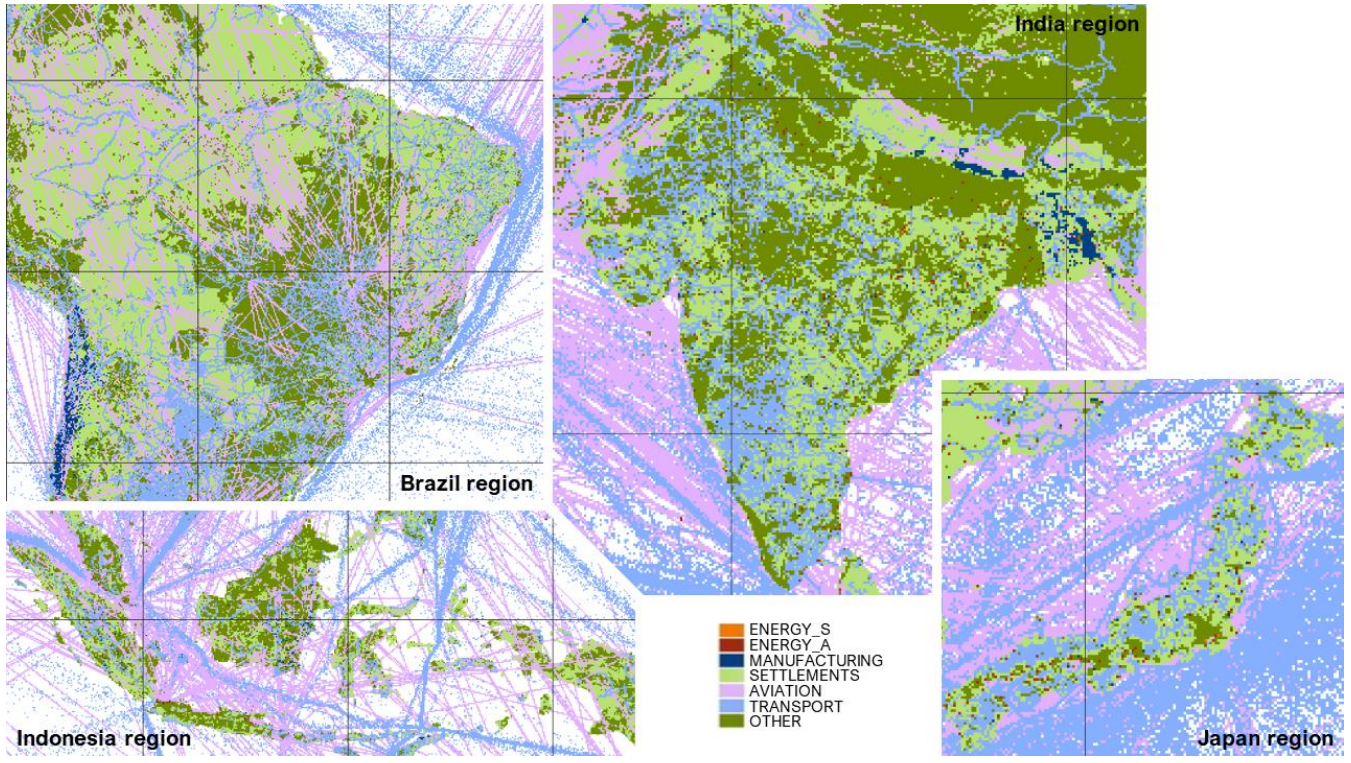 India region
Brazil region
ENERGY_S
ENERGY_A
MANUFACTURING
SETTLEMENTS
AVIATION
TRANSPORT
OTHER
Indonesia region
Japan region